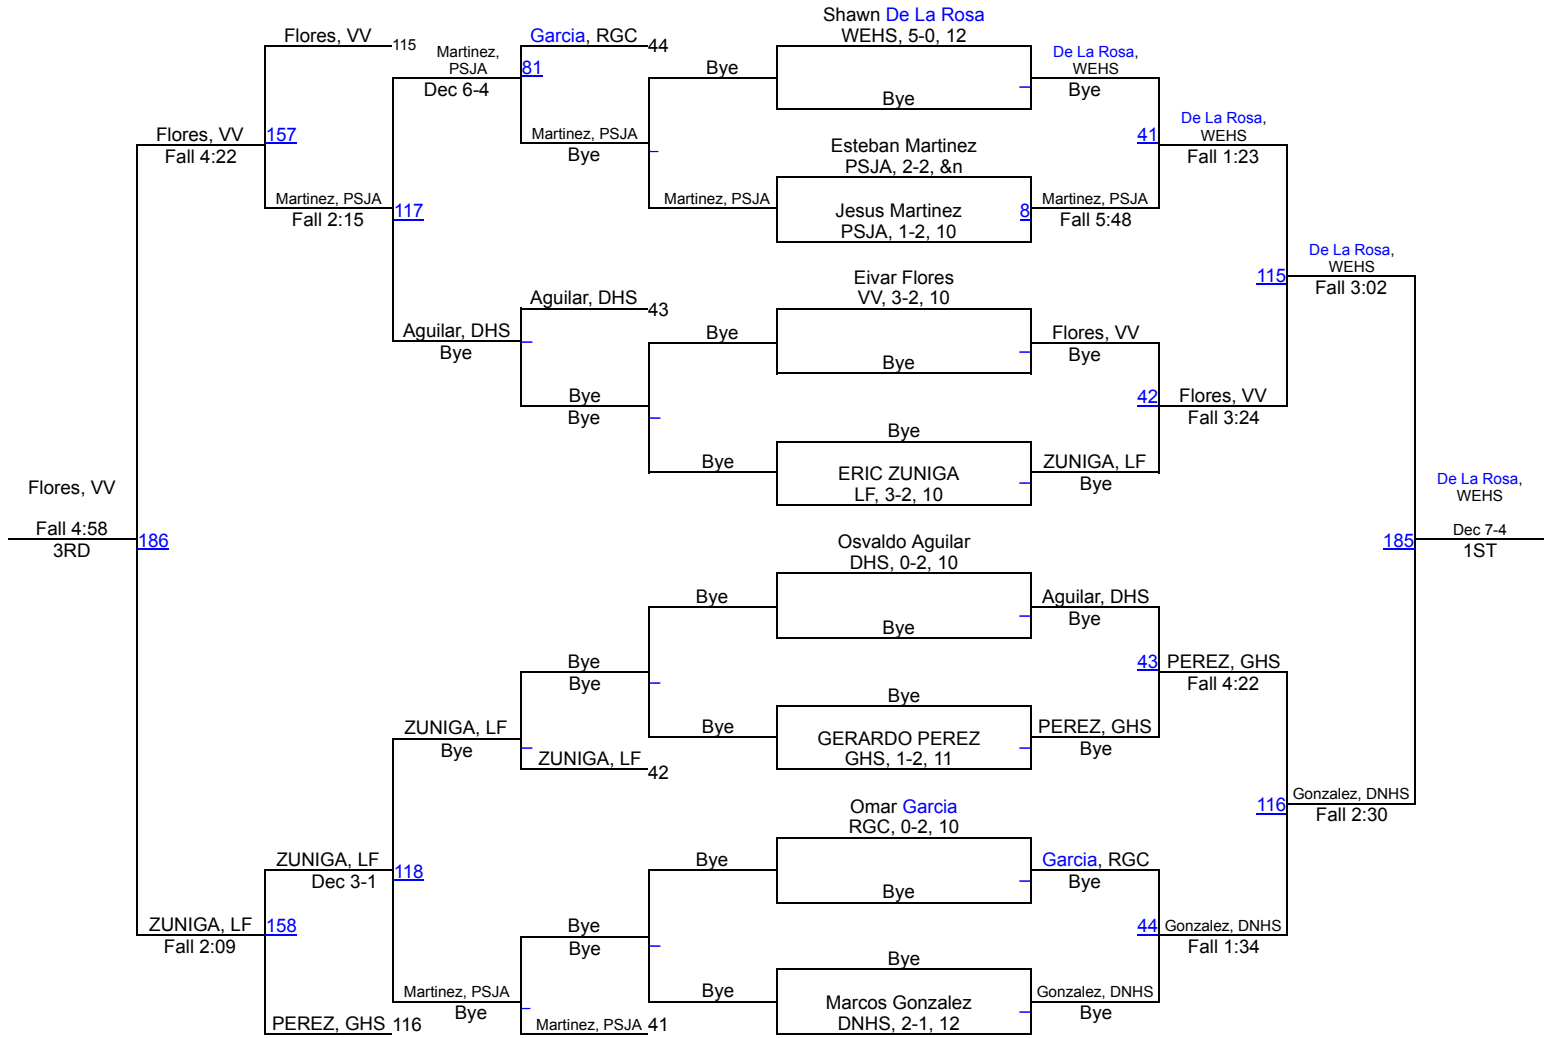 Shawn De La Rosa
WEHS, 5-0, 12
Bye
Esteban Martinez
PSJA, 2-2, &n
Jesus Martinez
PSJA, 1-2, 10
Eivar Flores
VV, 3-2, 10
Bye
Bye
ERIC ZUNIGA
LF, 3-2, 10
Osvaldo Aguilar
DHS, 0-2, 10
Bye
Bye
GERARDO PEREZ
GHS, 1-2, 11
Omar Garcia
RGC, 0-2, 10
Bye
Bye
Marcos Gonzalez
DNHS, 2-1, 12
De La Rosa,
WEHS
Bye
8
Martinez, PSJA
Fall 5:48
Flores, VV
Bye
ZUNIGA, LF
Bye
Aguilar, DHS
Bye
PEREZ, GHS
Bye
Garcia, RGC
Bye
Gonzalez, DNHS
Bye
41
De La Rosa,
WEHS
Fall 1:23
42
Flores, VV
Fall 3:24
43
PEREZ, GHS
Fall 4:22
44
Gonzalez, DNHS
Fall 1:34
115
De La Rosa,
WEHS
Fall 3:02
116
Gonzalez, DNHS
Fall 2:30
185
De La Rosa,
WEHS
Dec 7-4
1ST
Bye
Martinez, PSJA
Bye
Bye
Bye
Bye
Bye
Bye
Garcia, RGC
44
Martinez, PSJA
Bye
Aguilar, DHS
43
Bye
Bye
Bye
Bye
ZUNIGA, LF
42
Bye
Bye
Martinez, PSJA
41
81
Martinez,
PSJA
Dec 6-4
Aguilar, DHS
Bye
ZUNIGA, LF
Bye
Martinez, PSJA
Bye
Flores, VV
115
117
Martinez, PSJA
Fall 2:15
118
ZUNIGA, LF
Dec 3-1
PEREZ, GHS
116
157
Flores, VV
Fall 4:22
158
ZUNIGA, LF
Fall 2:09
186
Flores, VV
Fall 4:58
3RD